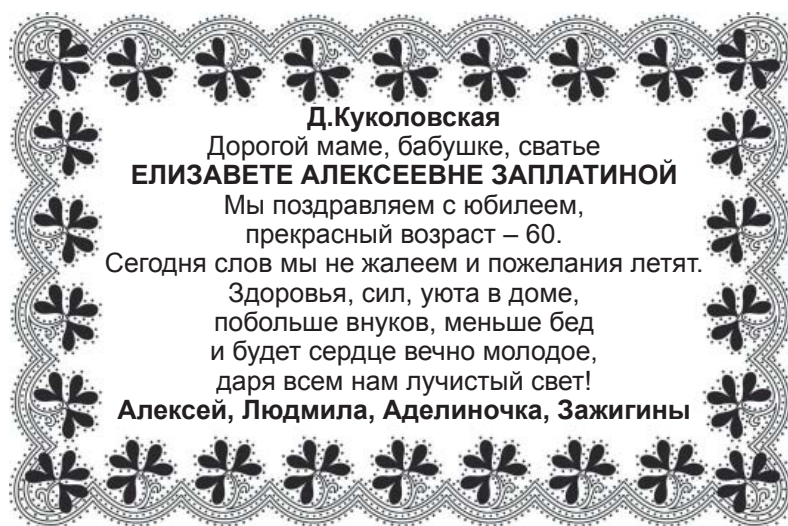 Д.Куколовская
Дорогой маме, бабушке, сватье
ЕЛИЗАВЕТЕ АЛЕКСЕЕВНЕ ЗАПЛАТИНОЙ
Мы поздравляем с юбилеем,
прекрасный возраст – 60.
Сегодня слов мы не жалеем и пожелания летят.
Здоровья, сил, уюта в доме,
побольше внуков, меньше бед
и будет сердце вечно молодое,
даря всем нам лучистый свет!
Алексей, Людмила, Аделиночка, Зажигины